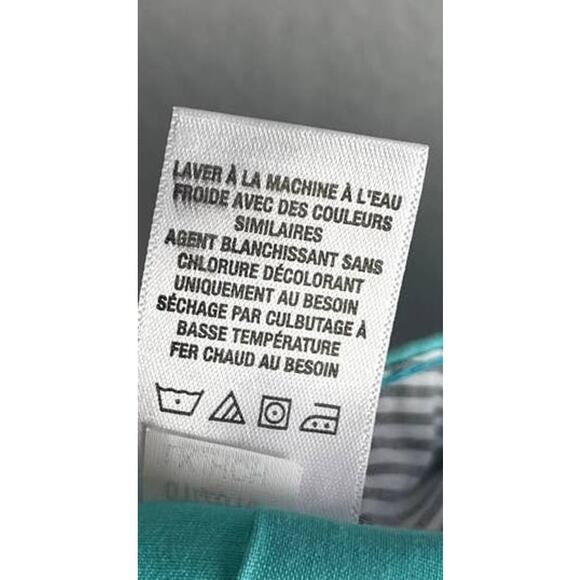 LAVER À LA MACHINE À L'EAU
FROIDE AVEC DES COULEURS
SIMILAIRES
AGENT BLANCHISSANT SANS
CHLORURE DÉCOLORANT
UNIQUEMENT AU BESOIN
SÉCHAGE PAR CULBUTAGE À
BASSE TEMPÉRATURE
FER CHAUD AU BESOIN